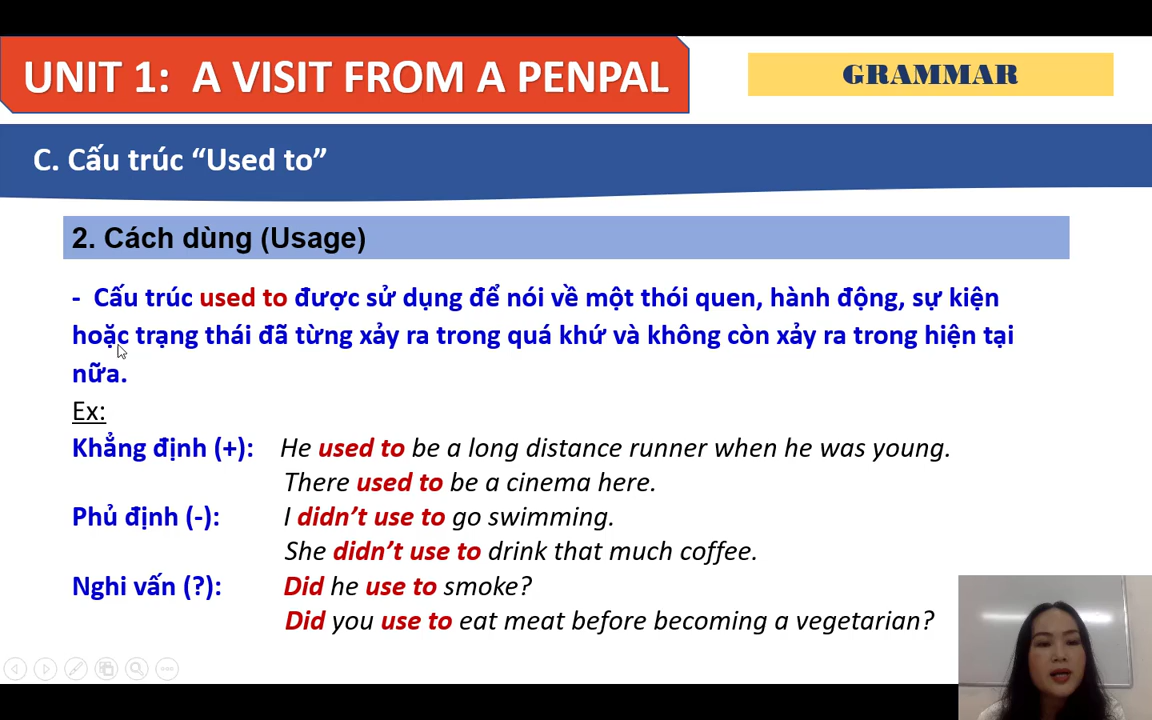 UNIT 1: A VISIT FROM A PENPAL
GRAMMAR
C. Cấu trúc “Used to”
2. Cách dùng (Usage)
- Cấu trúc used to được sử dụng để nói về một thói quen, hành động, sự kiện
hoặc trạng thái đã từng xảy ra trong quá khứ và không còn xảy ra trong hiện tại
nữa.
Ex:
Khẳng định (+): He used to be a long distance runner when he was young.
There used to be a cinema here.
Phủ định (-): I didn’t use to go swimming.
She didn’t use to drink that much coffee.
Nghi vấn (?): Did he use to smoke?
Did you use to eat meat before becoming a vegetarian?